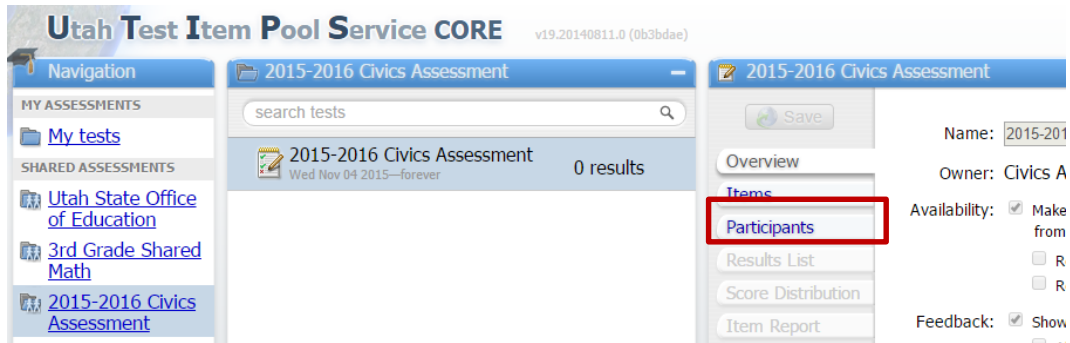 Utah Test Item Pool Service CORE v19.20140811.0 (0b3bdae)
Navigation
MY ASSESSMENTS
My tests
SHARED ASSESSMENTS
Utah State Office
of Education
3rd Grade Shared
Math
2015-2016 Civics
Assessment
2015-2016 Civics Assessment
search tests
2015-2016 Civics Assessment
Wed Nov 04 2015—forever
0 results
2015-2016 Civics Assessment
Save
Overview
Items
Participants
Results List
Score Distribution
Item Report
Name: 2015-201
Owner: Civics A
Availability: Make
from
R
R
Feedback: Show